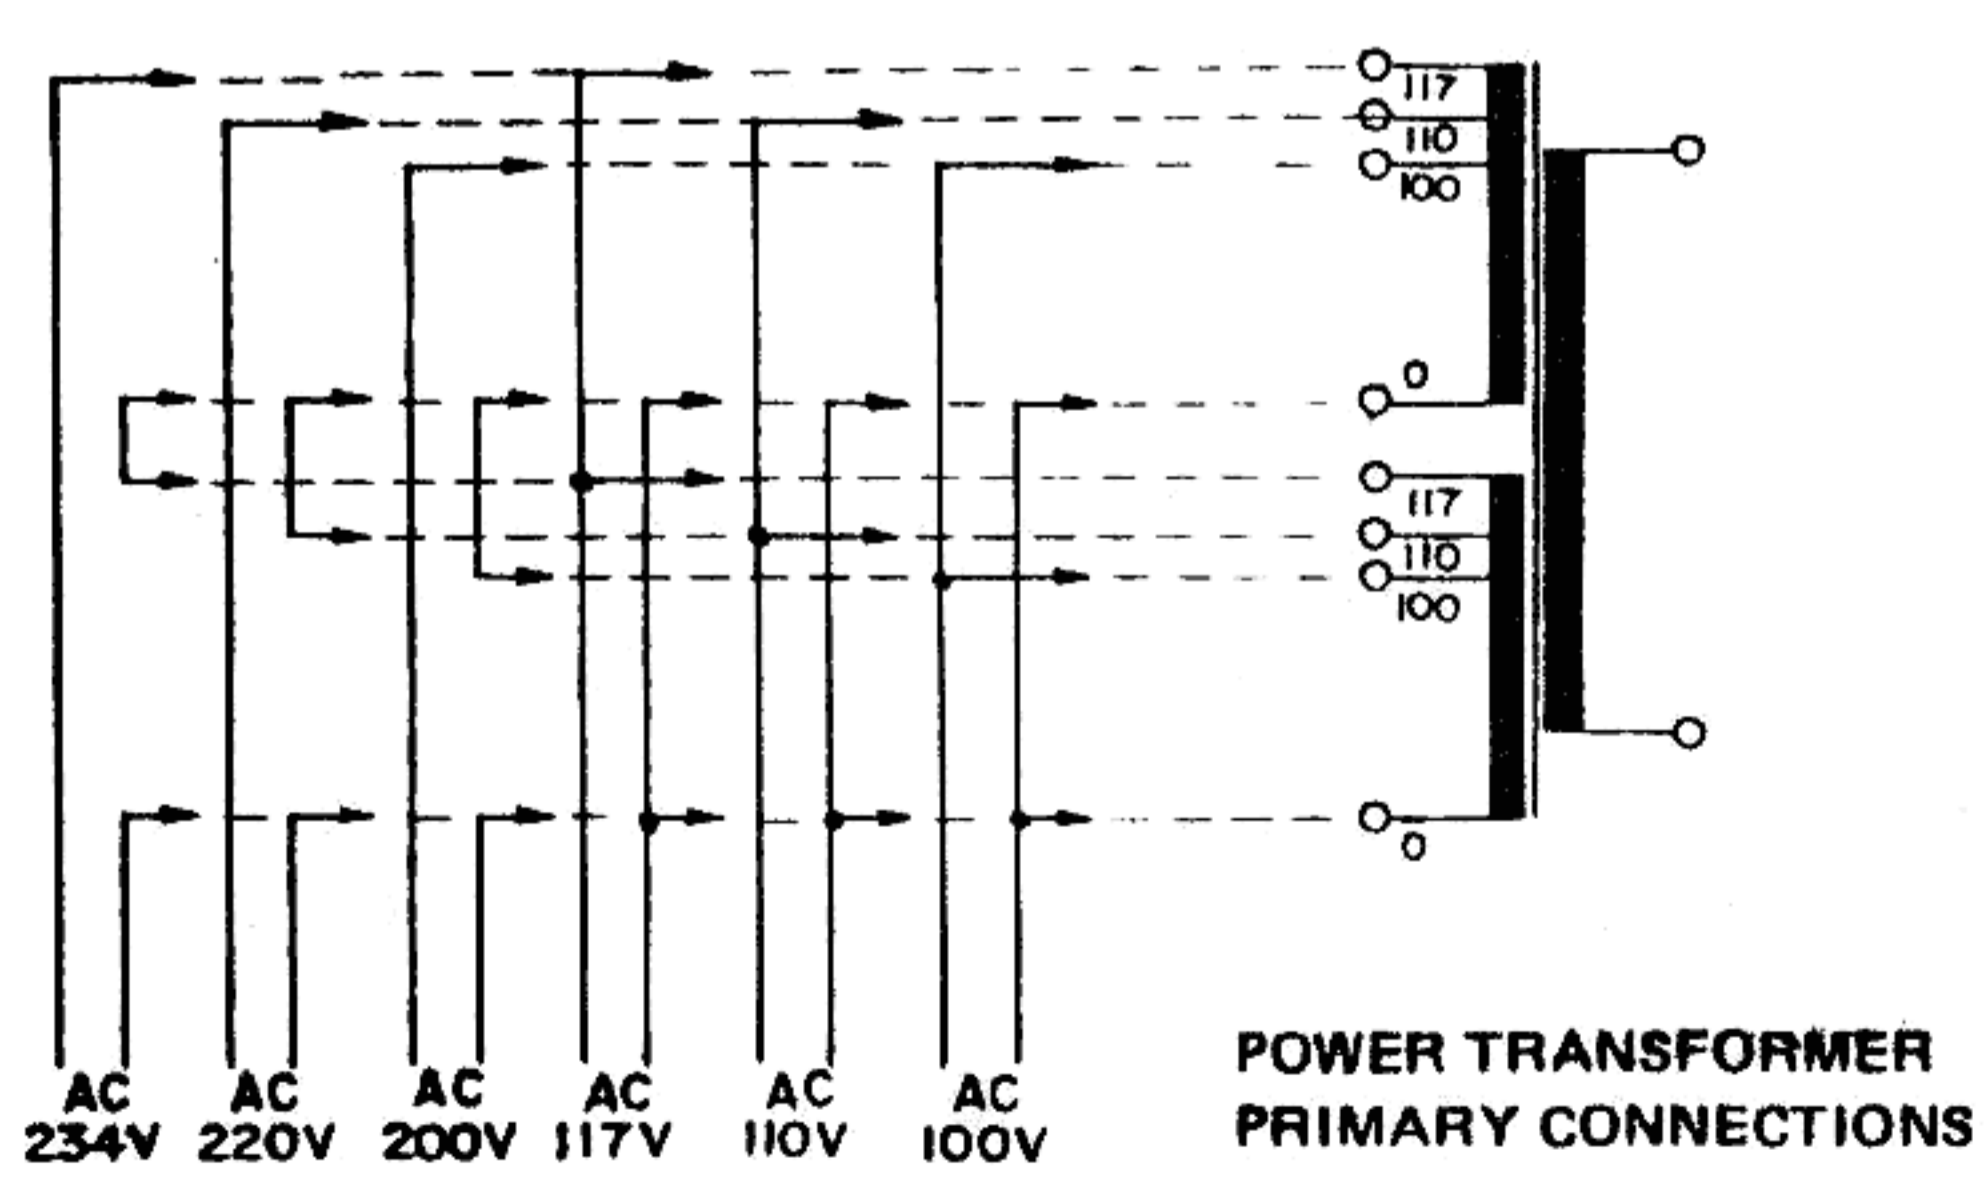 117
110
100
0
117
110
100
0
AC AC AC AC AC AC
234V 220V 200V 117V 110V 100V
POWER TRANSFORMER
PRIMARY CONNECTIONS